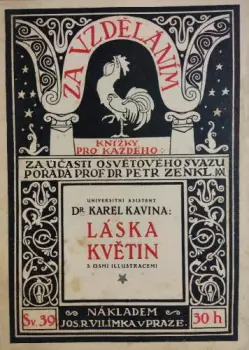 ZA VZDĚLÁNÍM
KNÍŽKY
PRO KAŽDÉHO
ZA ÚČASTI OSVĚTOVÉHO SVAZU
POŘÁDÁ PROF. DR PETR ZENKL.
UNIVERSITNÍ ASISTENT
DR. KAREL KAVINA:
LÁSKA
KVĚTIN
S OSMI ILLUSTRACEMI
Sv. 39 NÁKLADEM 30 h.
JOS. R. VILÍMKA V PRAZE.